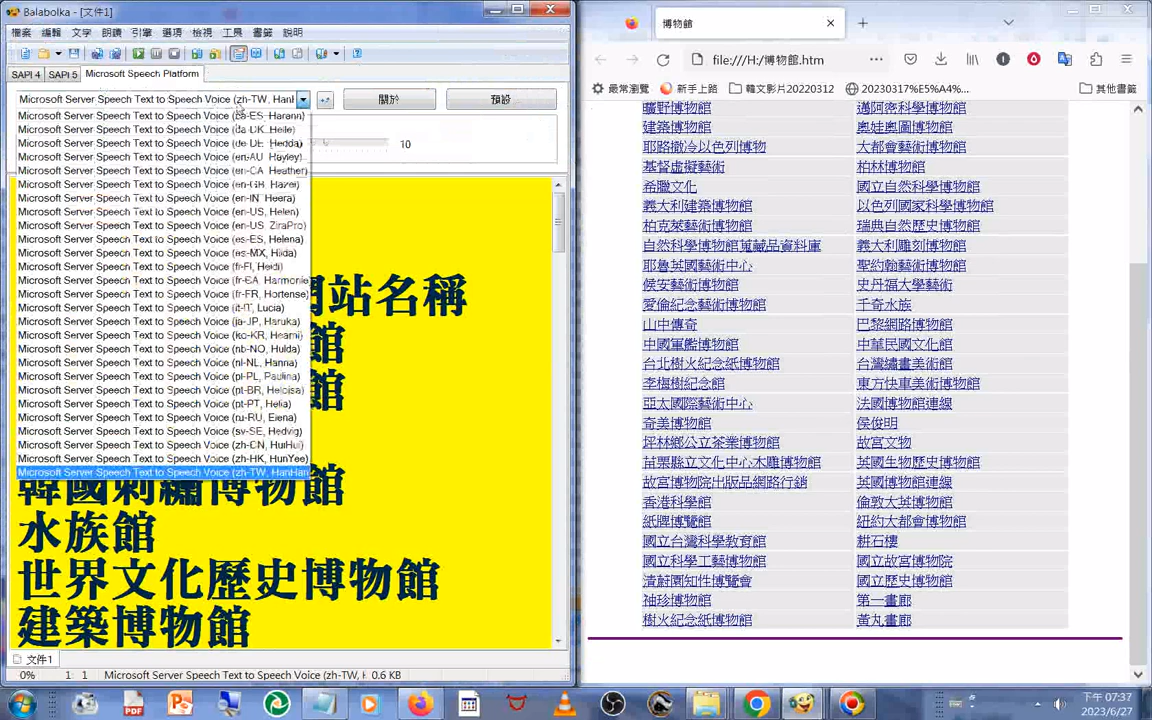 Balabolka - [文件1]
檔案 編輯 文字 朗讀 引擎 選項 檢視 工具 書籤 說明
SAPI 4 SAPI 5 Microsoft Speech Platform
Microsoft Server Speech Text to Speech Voice (zh-TW, Hanl
關於
預設
10
Microsoft Server Speech Text to Speech Voice (ca-ES, Herena)
Microsoft Server Speech Text to Speech Voice (da-DK, Helle)
Microsoft Server Speech Text to Speech Voice (de-DE, Hedda)
Microsoft Server Speech Text to Speech Voice (en-AU, Hayley)
Microsoft Server Speech Text to Speech Voice (en-CA, Heather)
Microsoft Server Speech Text to Speech Voice (en-GB, Hazel)
Microsoft Server Speech Text to Speech Voice (en-IN, Heera)
Microsoft Server Speech Text to Speech Voice (en-US, Helen)
Microsoft Server Speech Text to Speech Voice (en-US, ZiraPro)
Microsoft Server Speech Text to Speech Voice (es-ES, Helena)
Microsoft Server Speech Text to Speech Voice (es-MX, Hilda)
Microsoft Server Speech Text to Speech Voice (fi-FI, Heidi)
Microsoft Server Speech Text to Speech Voice (fr-CA, Harmonie
Microsoft Server Speech Text to Speech Voice (fr-FR, Hortense)
Microsoft Server Speech Text to Speech Voice (it-IT, Lucia)
Microsoft Server Speech Text to Speech Voice (ja-JP, Haruka)
Microsoft Server Speech Text to Speech Voice (ko-KR, Heami)
Microsoft Server Speech Text to Speech Voice (nb-NO, Hulda)
Microsoft Server Speech Text to Speech Voice (nl-NL, Hanna)
Microsoft Server Speech Text to Speech Voice (pl-PL, Paulina)
Microsoft Server Speech Text to Speech Voice (pt-BR, Heloisa)
Microsoft Server Speech Text to Speech Voice (pt-PT, Helia)
Microsoft Server Speech Text to Speech Voice (ru-RU, Elena)
Microsoft Server Speech Text to Speech Voice (sv-SE, Hedvig)
Microsoft Server Speech Text to Speech Voice (zh-CN, HuiHui)
Microsoft Server Speech Text to Speech Voice (zh-HK, HunYee)
Microsoft Server Speech Text to Speech Voice (zh-TW, HanHan
網站名稱
館
館
韓國刺繡博物館
水族館
世界文化歷史博物館
建築博物館
文件1
0% 1: 1 Microsoft Server Speech Text to Speech Voice (zh-TW, H 0.6 KB
博物館
file:///H:/博物館.htm
最常瀏覽 新手上路 韓文影片20220312 20230317%E5%A4%... 其他書籤
曠野博物館 邁阿密科學博物館
建築博物館 奧娃奧圖博物館
耶路撒冷以色列博物 大都會藝術博物館
基督虛擬藝術 柏林博物館
希臘文化 國立自然科學博物館
義大利建築博物館 以色列國家科學博物館
柏克萊藝術博物館 瑞典自然歷史博物館
自然科學博物館蒐藏品資料庫 義大利雕刻博物館
耶魯英國藝術中心 聖約翰藝術博物館
侯安藝術博物館 史丹福大學藝術
愛倫紀念藝術博物館 千奇水族
山中傳奇 巴黎網路博物館
中國軍艦博物館 中華民國文化館
台北樹火紀念紙博物館 台灣繡畫美術館
李梅樹紀念館 東方快車美術博物館
亞太國際藝術中心 法國博物館連線
奇美博物館 侯俊明
坪林鄉公立茶業博物館 故宮文物
苗栗縣立文化中心木雕博物館 英國生物歷史博物館
故宮博物院出版品網路行銷 英國博物館連線
香港科學館 倫敦大英博物館
紙牌博覽館 紐約大都會博物館
國立台灣科學教育館 耕石樓
國立科學工藝博物館 國立故宮博物院
清蔚園知性博覽會 國立歷史博物館
袖珍博物館 第一畫廊
樹火紀念紙博物館 黃丸畫廊
下午 07:37
2023/6/27